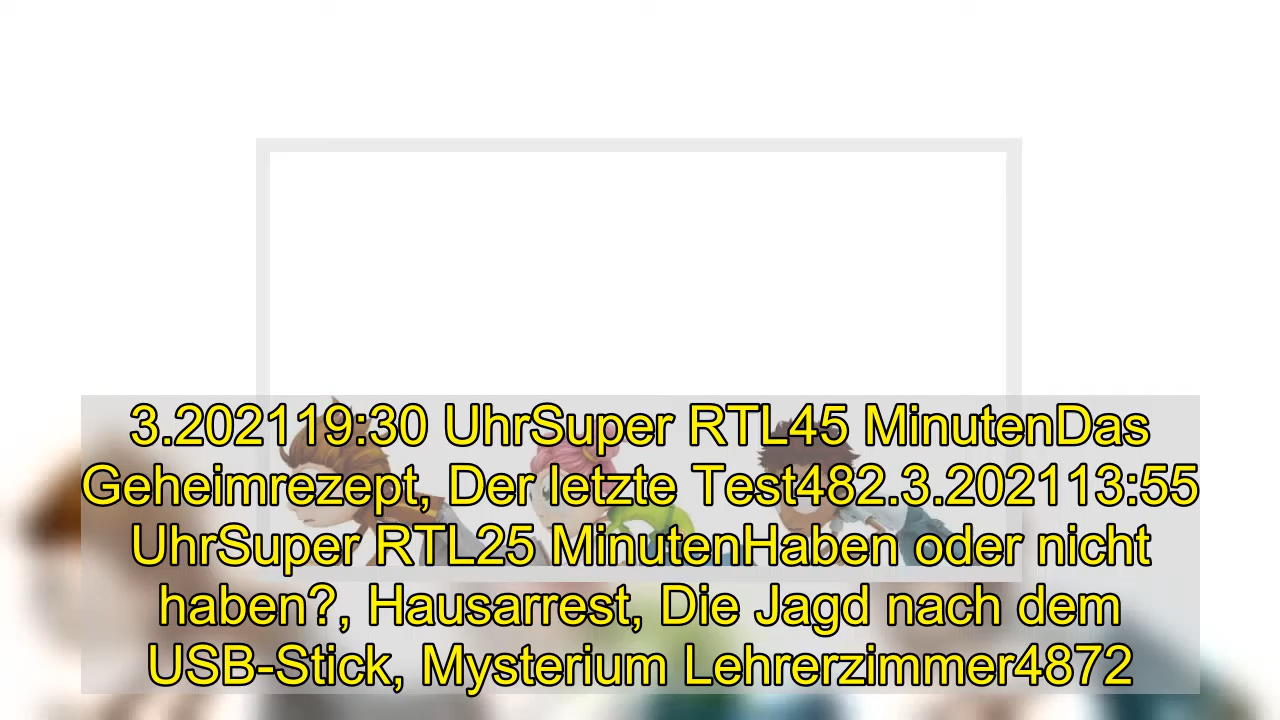 3.202119:30 UhrSuper RTL45 MinutenDas
Geheimrezept, Der letzte Test482.3.202113:55
UhrSuper RTL25 MinutenHaben oder nicht
haben?, Hausarrest, Die Jagd nach dem
USB-Stick, Mysterium Lehrerzimmer4872